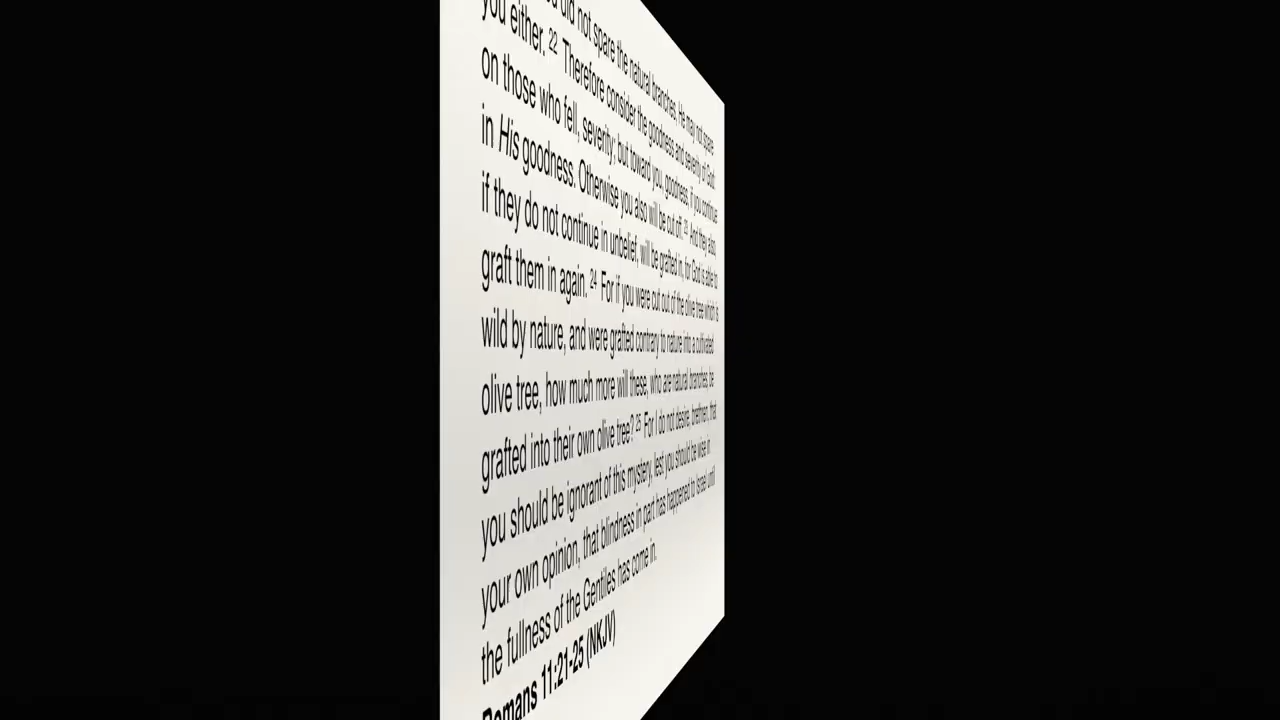 did not spare the natural branches, He may not spare
you either. 22 Therefore consider the goodness and severity of God:
on those who fell, severity; but toward you, goodness, if you continue
in His goodness. Otherwise you also will be cut off. 23 And they also,
if they do not continue in unbelief, will be grafted in, for God is able to
graft them in again. 24 For if you were cut out of the olive tree which is
wild by nature, and were grafted contrary to nature into a cultivated
olive tree, how much more will these, who are natural branches, be
grafted into their own olive tree? 25 For I do not desire, brethren, that
you should be ignorant of this mystery, lest you should be wise in
your own opinion, that blindness in part has happened to Israel until
the fullness of the Gentiles has come in.
Romans 11:21-25 (NKJV)